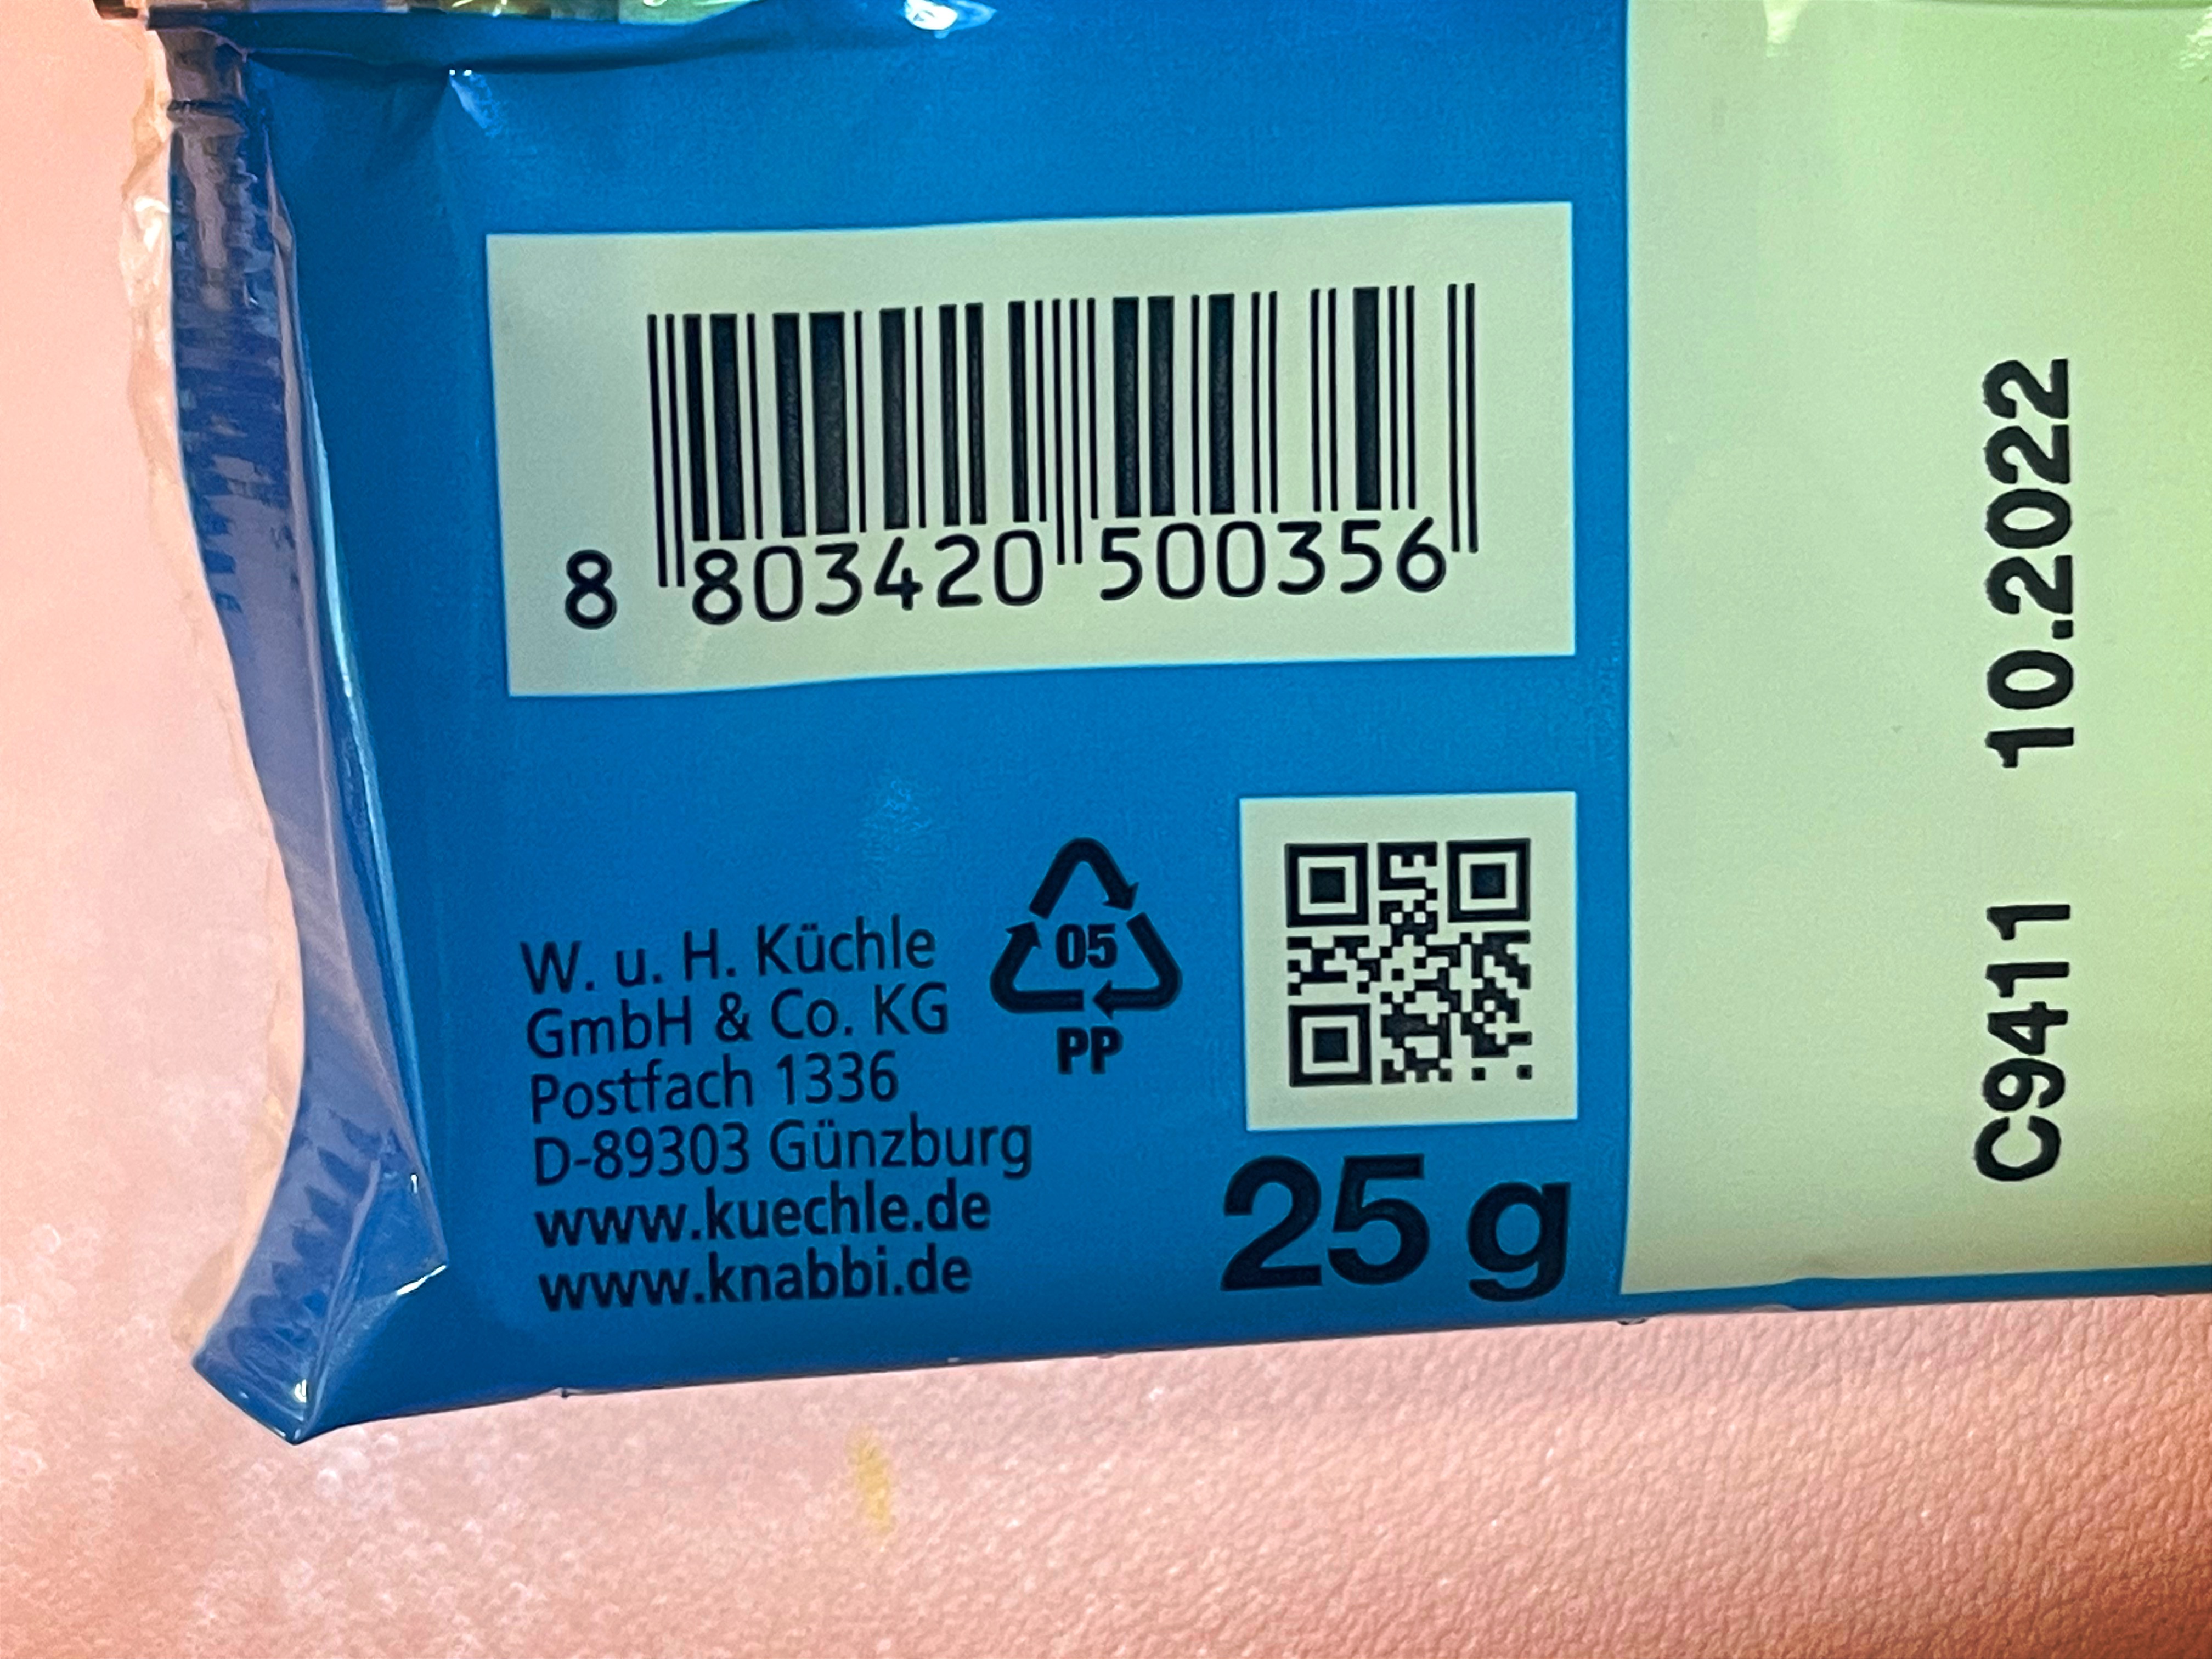 8 803420 500356
W. u. H. Küchle
GmbH & Co. KG
Postfach 1336
D-89303 Günzburg
www.kuechle.de
www.knabbi.de
05
PP
25 g
C9411 10.2022